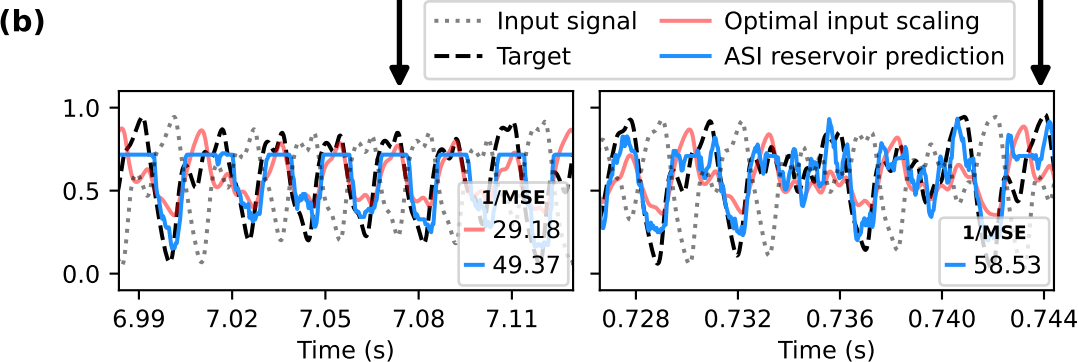 (b)
Input signal
Target
Optimal input scaling
ASI reservoir prediction
1.0
0.5
0.0
1/MSE
29.18
49.37
6.99 7.02 7.05 7.08 7.11
Time (s)
1/MSE
58.53
0.728 0.732 0.736 0.740 0.744
Time (s)